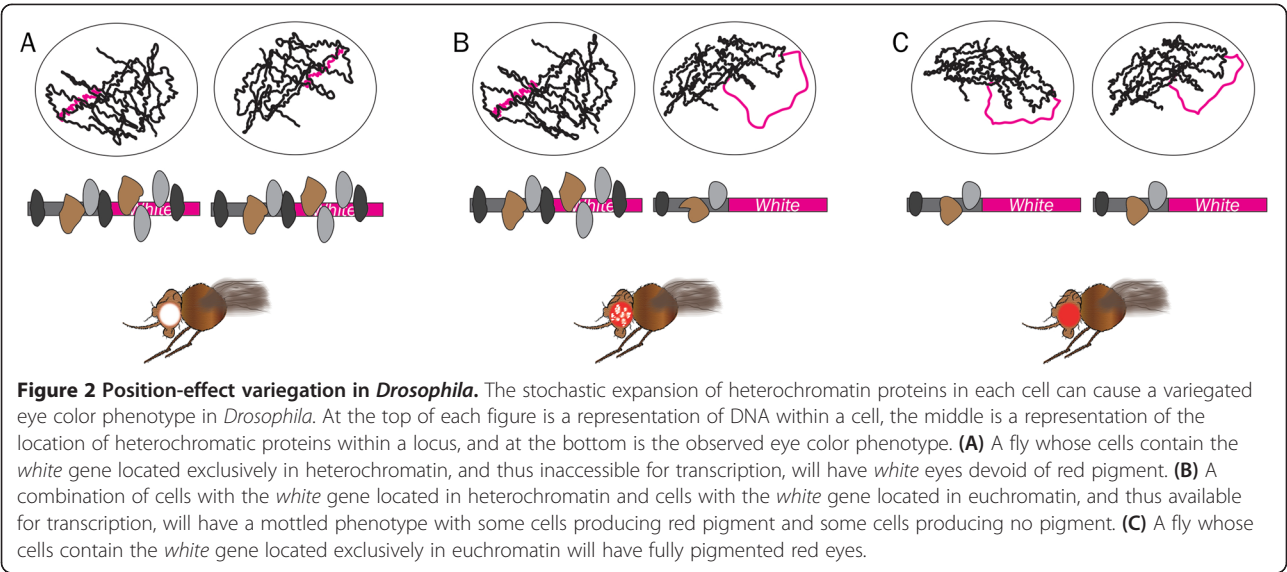 A
B
C
White
White
White
White
White
White
Figure 2 Position-effect variegation in Drosophila. The stochastic expansion of heterochromatin proteins in each cell can cause a variegated
eye color phenotype in Drosophila. At the top of each figure is a representation of DNA within a cell, the middle is a representation of the
location of heterochromatic proteins within a locus, and at the bottom is the observed eye color phenotype. (A) A fly whose cells contain the
white gene located exclusively in heterochromatin, and thus inaccessible for transcription, will have white eyes devoid of red pigment. (B) A
combination of cells with the white gene located in heterochromatin and cells with the white gene located in euchromatin, and thus available
for transcription, will have a mottled phenotype with some cells producing red pigment and some cells producing no pigment. (C) A fly whose
cells contain the white gene located exclusively in euchromatin will have fully pigmented red eyes.